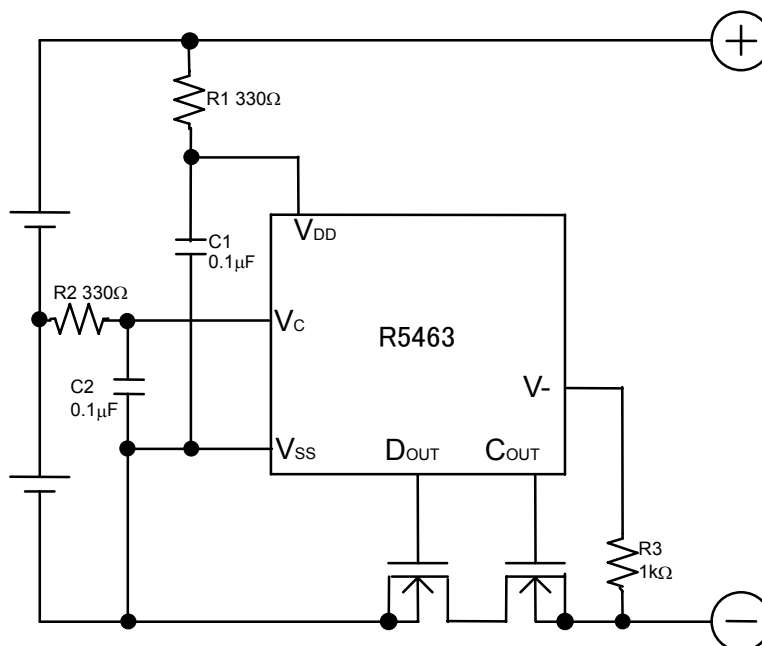 +
R1 330Ω
VDD
C1
0.1μF
R2 330Ω
VC
R5463
C2
0.1μF
V-
VSS
DOUT
COUT
R3
1kΩ
−